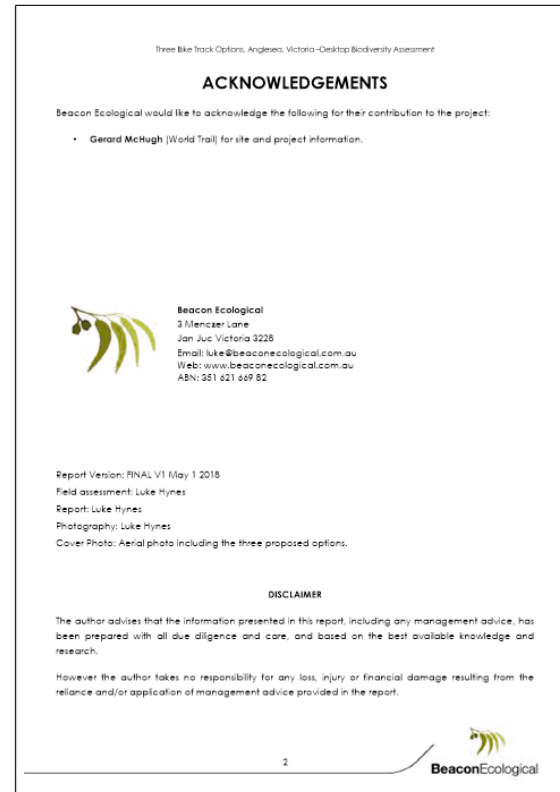 Three Bike Track Options, Anglesea, Victoria –Desktop Biodiversity Assessment
ACKNOWLEDGEMENTS
Beacon Ecological would like to acknowledge the following for their contribution to the project:
• Gerard McHugh (World Trail) for site and project information.
Beacon Ecological
3 Menczer Lane
Jan Juc Victoria 3228
Email: luke@beaconecological.com.au
Web: www.beaconecological.com.au
ABN: 351 621 669 82
Report Version: FINAL V1 May 1 2018
Field assessment: Luke Hynes
Report: Luke Hynes
Photography: Luke Hynes
Cover Photo: Aerial photo including the three proposed options.
DISCLAIMER
The author advises that the information presented in this report, including any management advice, has
been prepared with all due diligence and care, and based on the best available knowledge and
research.
However the author takes no responsibility for any loss, injury or financial damage resulting from the
reliance and/or application of management advice provided in the report.
2
BeaconEcological